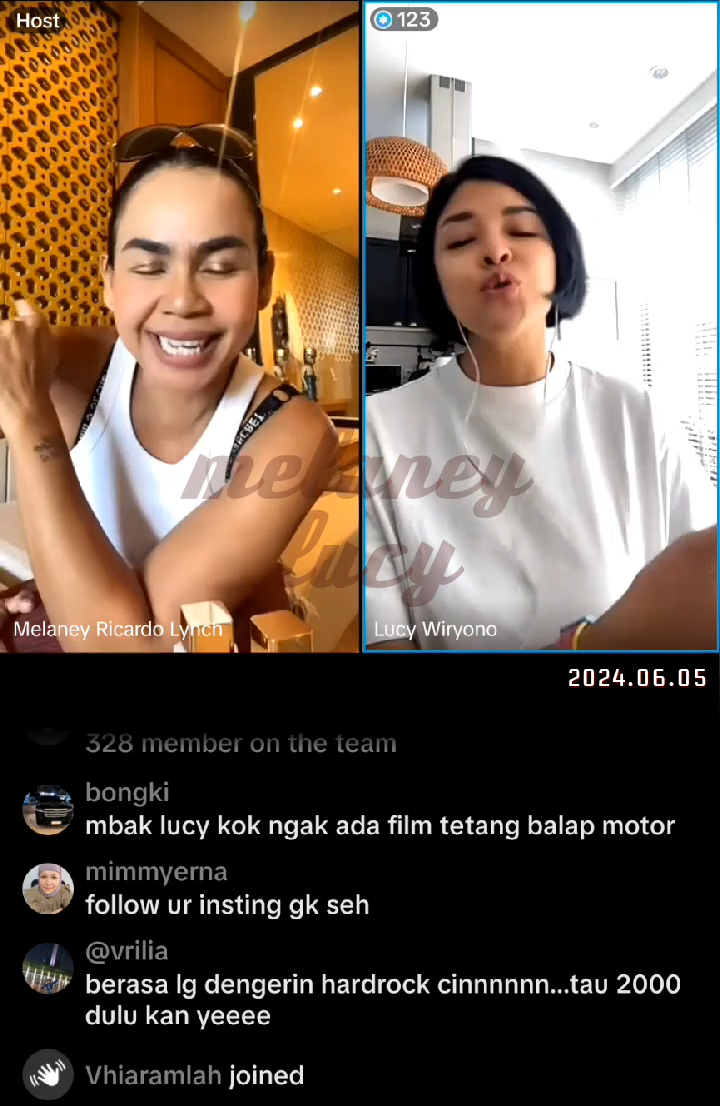 Host
123
melaney
lucy
Melaney Ricardo Lynch
Lucy Wiryono
2024.06.05
328 member on the team
bongki
mbak lucy kok ngak ada film tetang balap motor
mimmyerna
follow ur insting gk seh
@vrilia
berasa lg dengerin hardrock cinnnnnn...tau 2000
dulu kan yeeee
Vhiaramlah joined